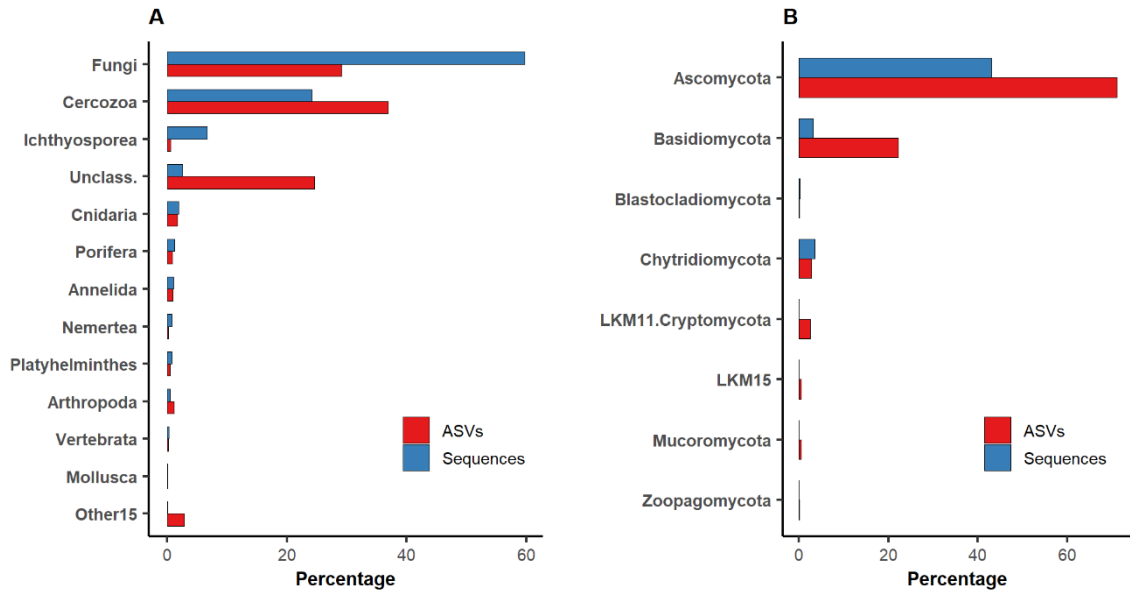 A
Fungi
Cercozoa
Ichthyosporea
Unclass.
Cnidaria
Porifera
Annelida
Nemertea
Platyhelminthes
Arthropoda
Vertebrata
Mollusca
Other15
ASVs
Sequences
0 20 40 60
Percentage
B
Ascomycota
Basidiomycota
Blastocladiomycota
Chytridiomycota
LKM11.Cryptomycota
LKM15
Mucoromycota
Zoopagomycota
ASVs
Sequences
0 20 40 60
Percentage